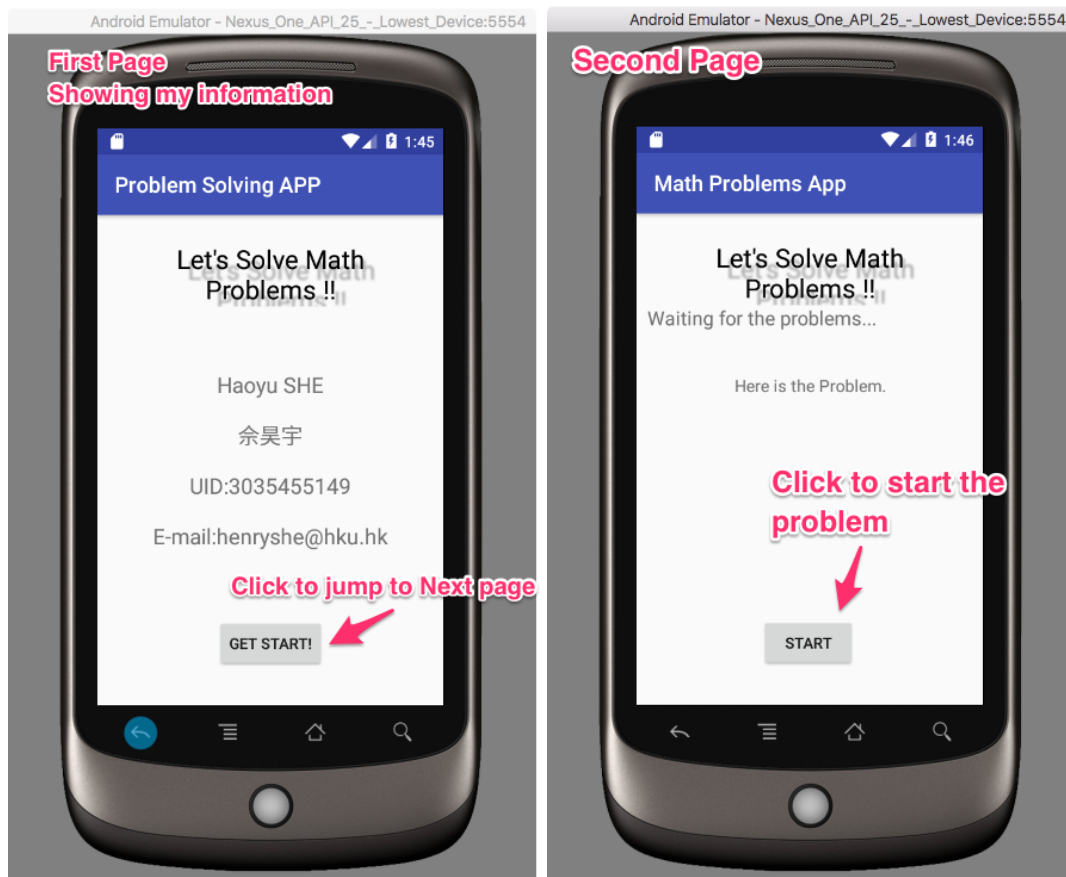 Android Emulator - Nexus_One_API_25_-_Lowest_Device:5554
First Page
Showing my information
1:45
Problem Solving APP
Let's Solve Math
Problems !!
Haoyu SHE
佘昊宇
UID:3035455149
E-mail:henryshe@hku.hk
Click to jump to Next page
GET START!
Android Emulator - Nexus_One_API_25_-_Lowest_Device:5554
Second Page
1:46
Math Problems App
Let's Solve Math
Problems !!
Waiting for the problems...
Here is the Problem.
Click to start the
problem
START